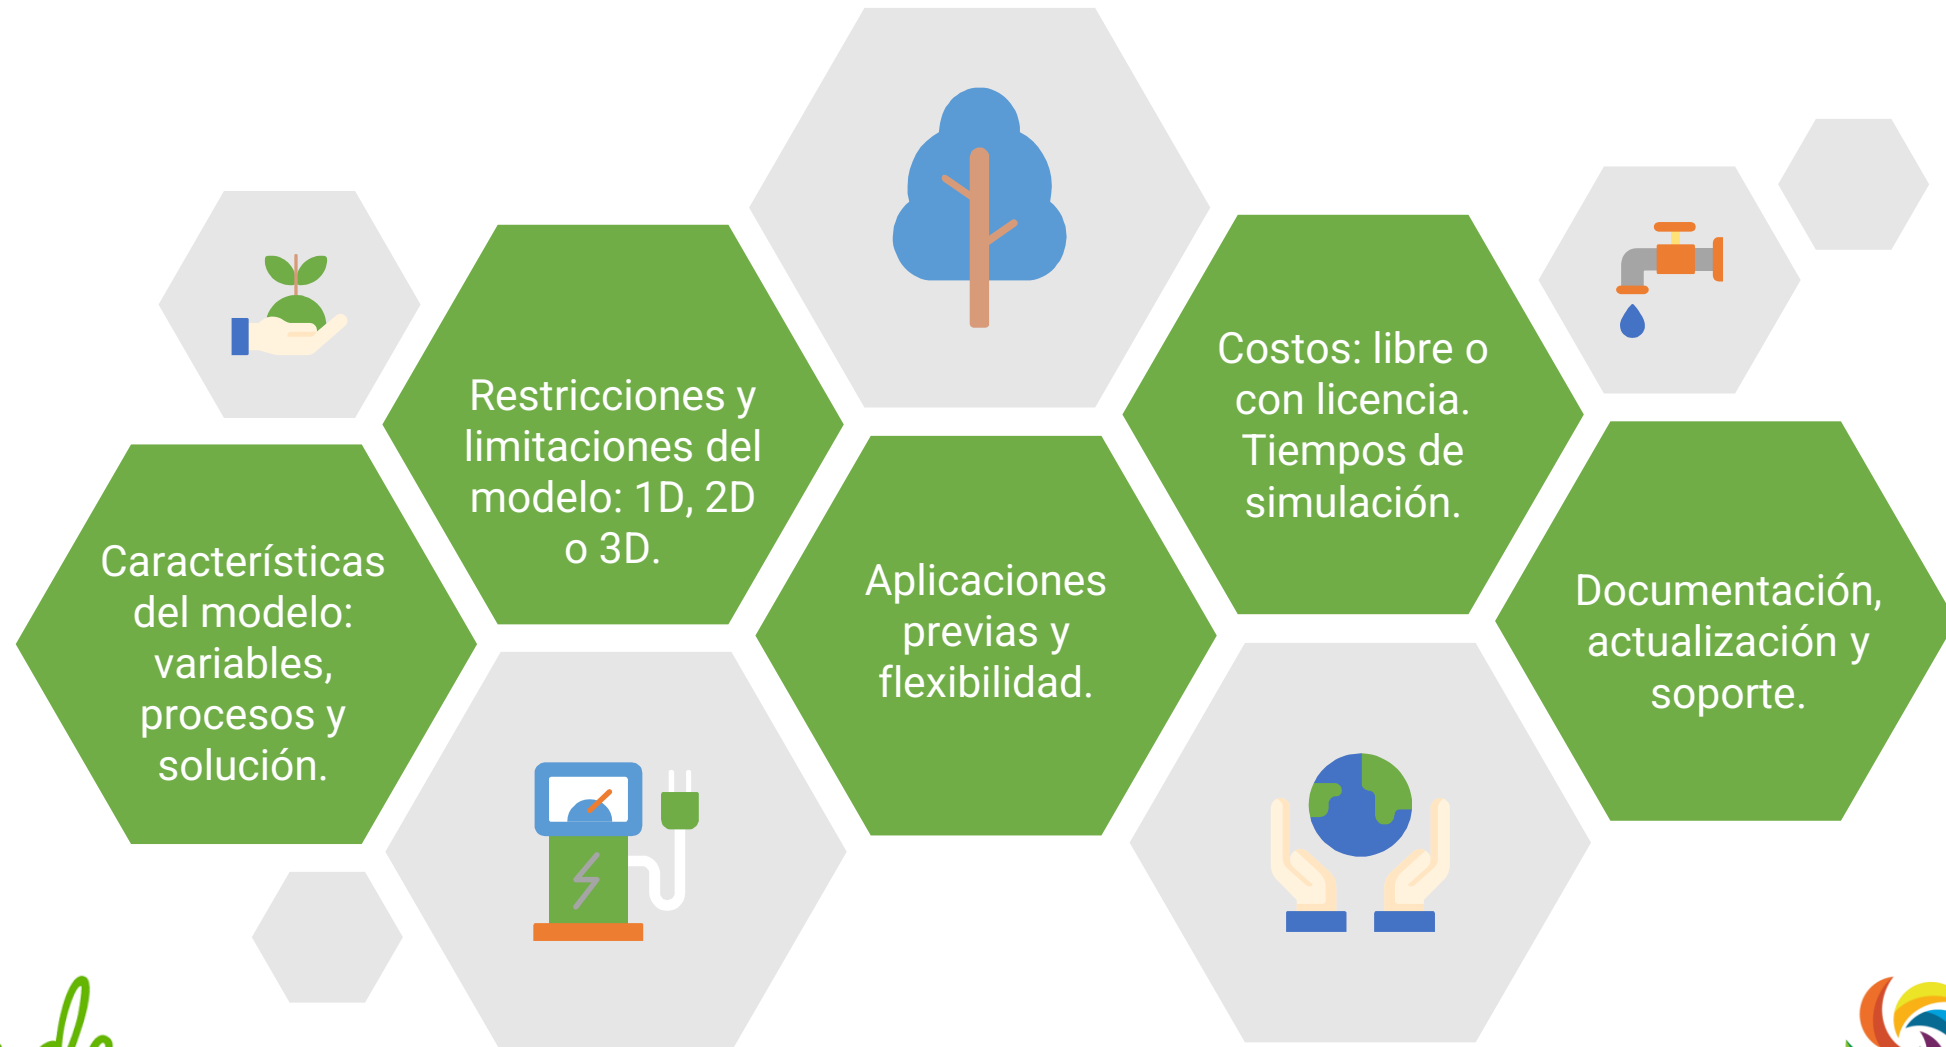 Características
del modelo:
variables,
procesos y
solución.
Restricciones y
limitaciones del
modelo: 1D, 2D
o 3D.
Aplicaciones
previas y
flexibilidad.
Costos: libre o
con licencia.
Tiempos de
simulación.
Documentación,
actualización y
soporte.